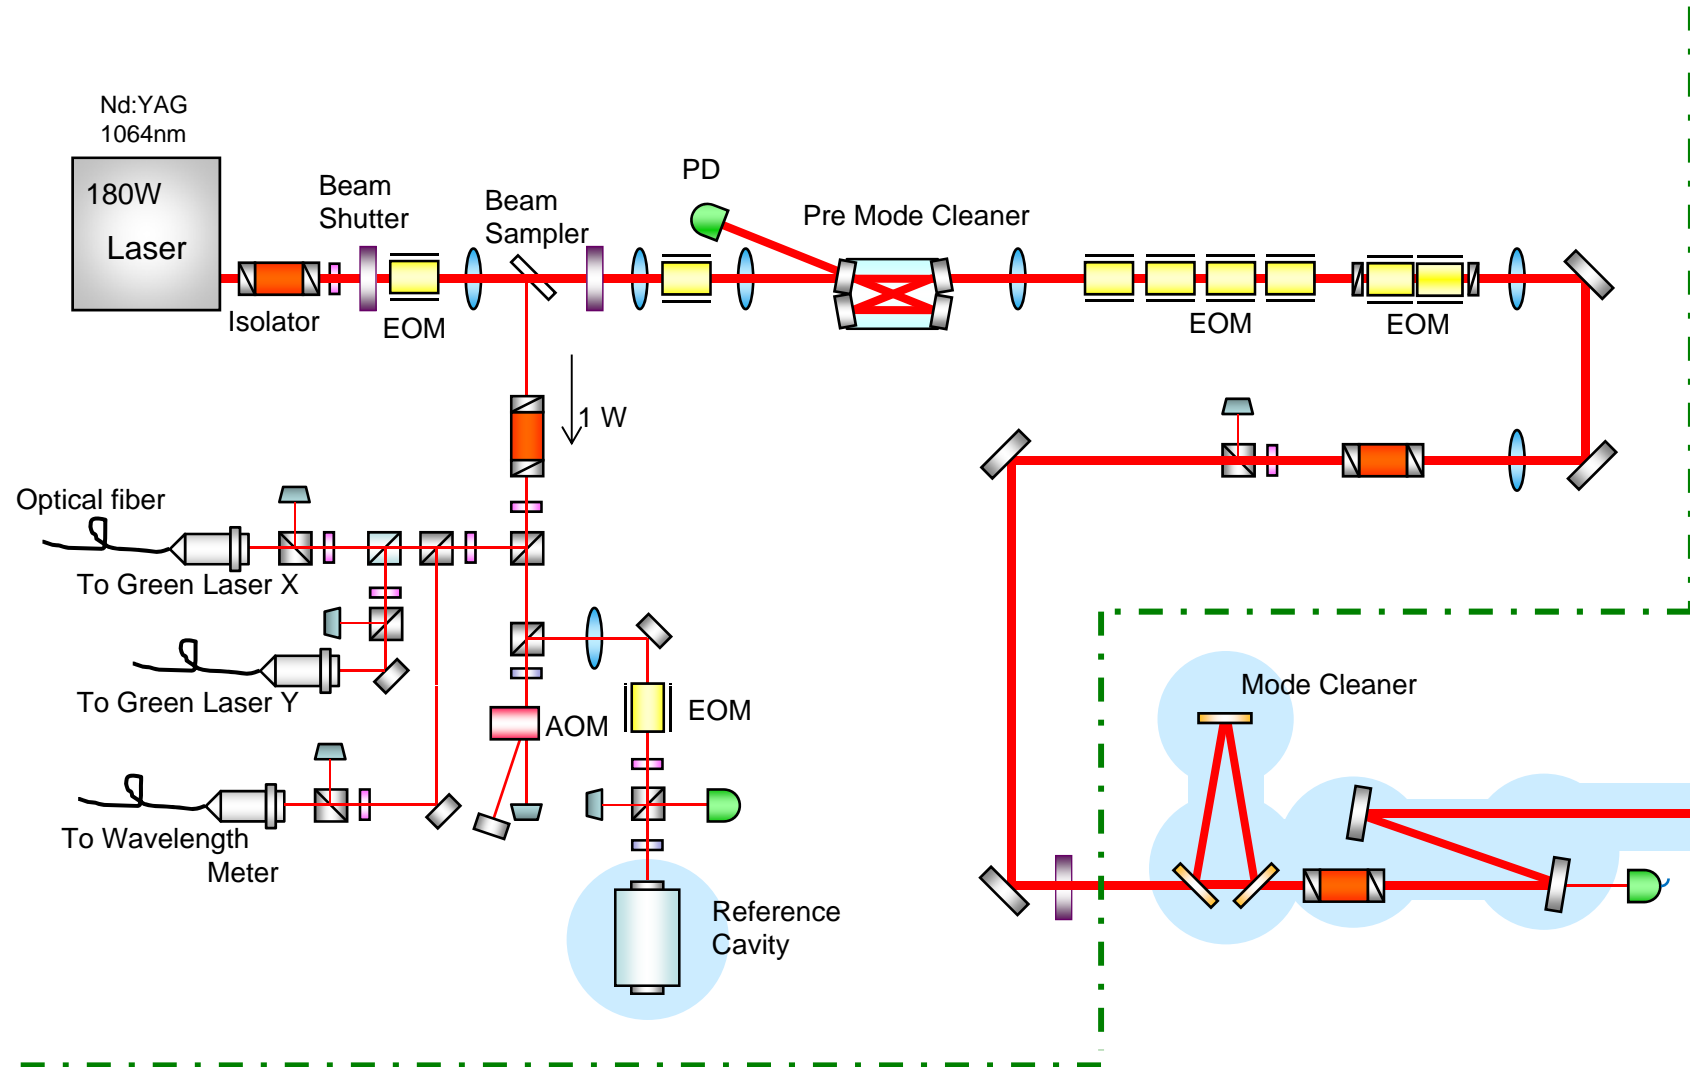 Nd:YAG
1064nm
180W
Laser
Isolator
Beam
Shutter
EOM
Beam
Sampler
PD
Pre Mode Cleaner
EOM
EOM
1 W
Optical fiber
To Green Laser X
To Green Laser Y
AOM
EOM
To Wavelength
Meter
Reference
Cavity
Mode Cleaner